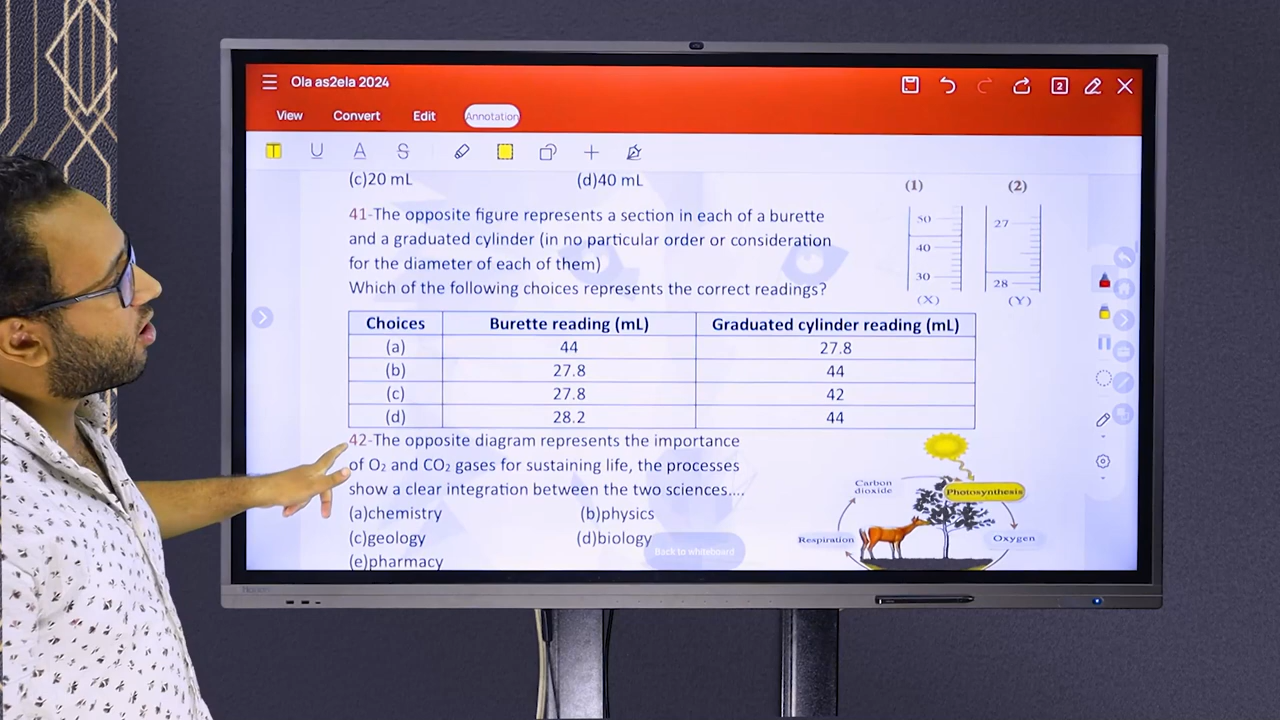 Ola as2ela 2024
2
View Convert Edit Annotation
T U A S
(c)20 mL (d)40 mL
41-The opposite figure represents a section in each of a burette
and a graduated cylinder (in no particular order or consideration
for the diameter of each of them)
Which of the following choices represents the correct readings?
(1) (2)
50
40
30
(X)
27
28
(Y)
Choices Burette reading (mL) Graduated cylinder reading (mL)
(a) 44 27.8
(b) 27.8 44
(c) 27.8 42
(d) 28.2 44
42-The opposite diagram represents the importance
of O₂ and CO₂ gases for sustaining life, the processes
show a clear integration between the two sciences....
(a)chemistry (b)physics
(c)geology (d)biology
(e)pharmacy
Carbon
dioxide
Photosynthesis
Respiration
Oxygen
Back to whiteboard